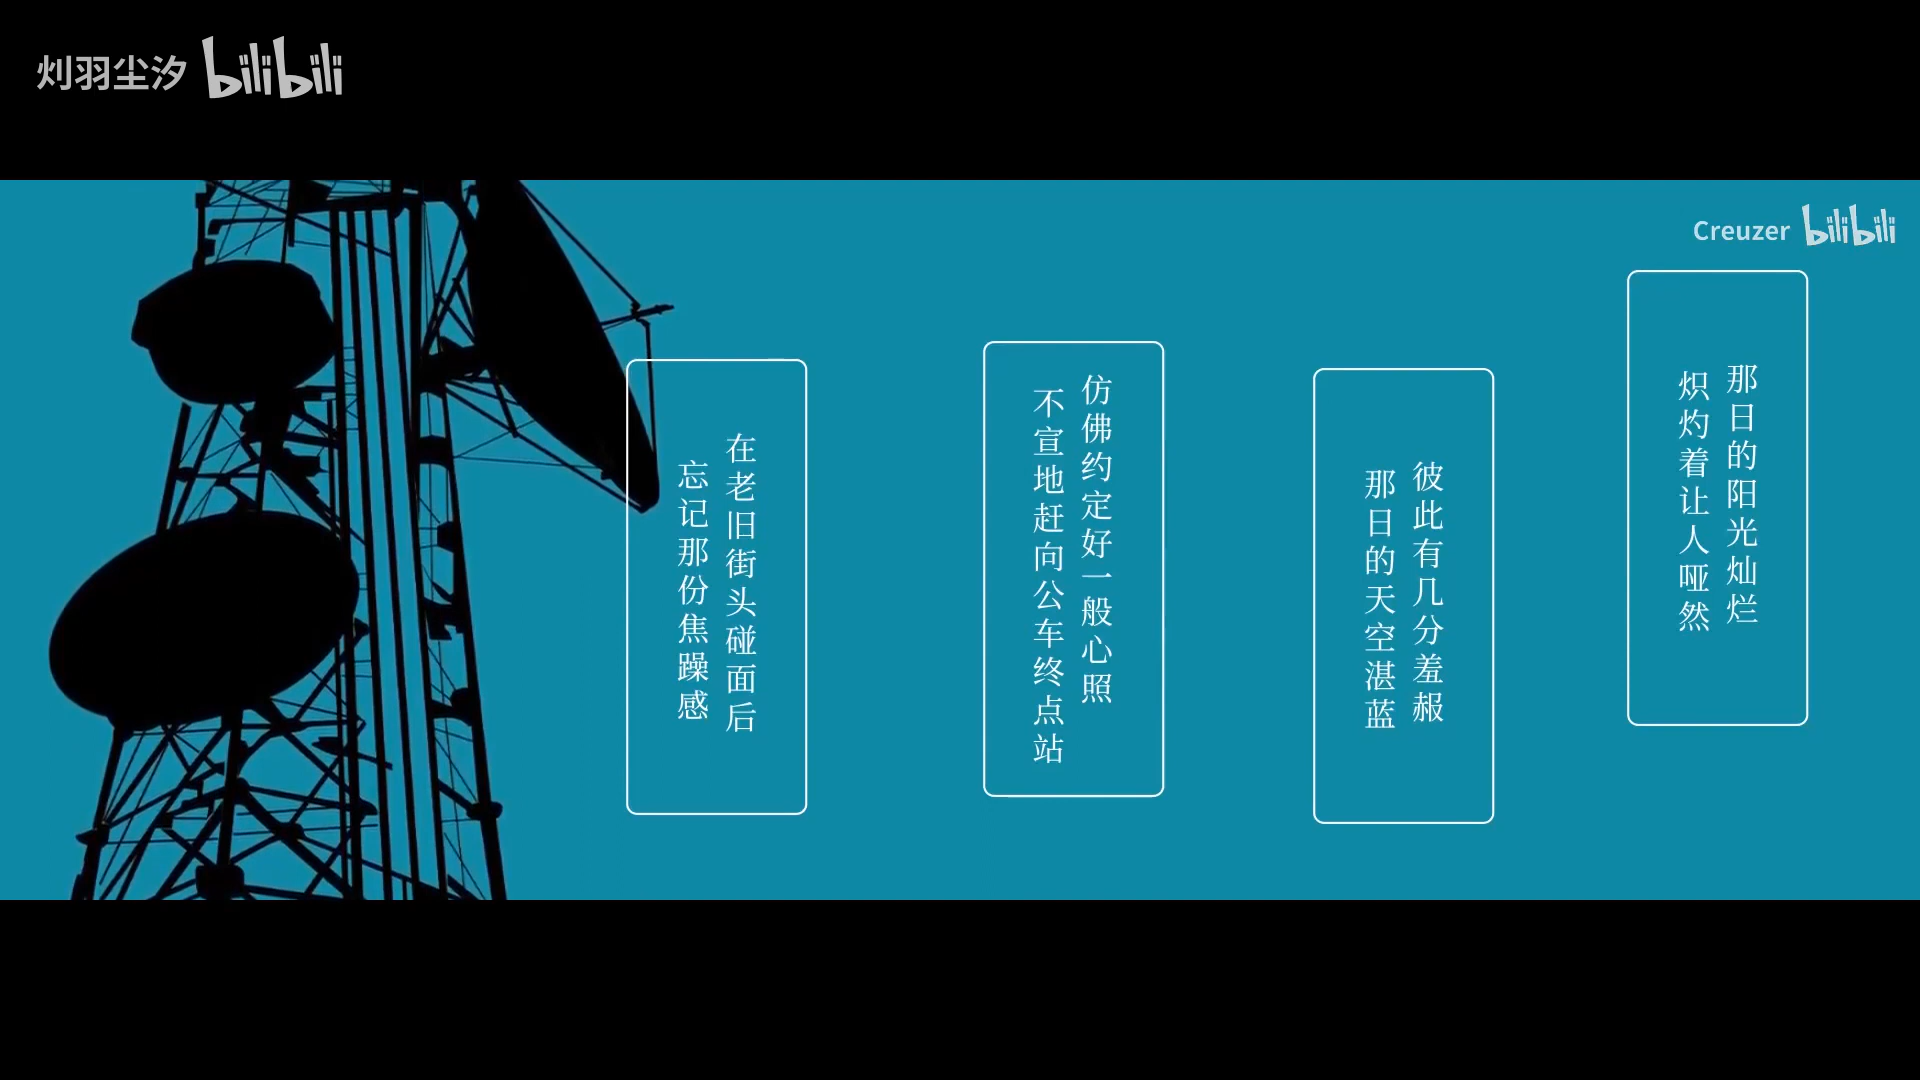 刈羽尘汐 bilibili
Creuzer bilibili
那日的阳光灿烂
炽灼着让人哑然
彼此有几分羞赧
那日的天空湛蓝
仿佛约定好一般心照
不宣地赶向公车终点站
在老旧街头碰面后
忘记那份焦躁感